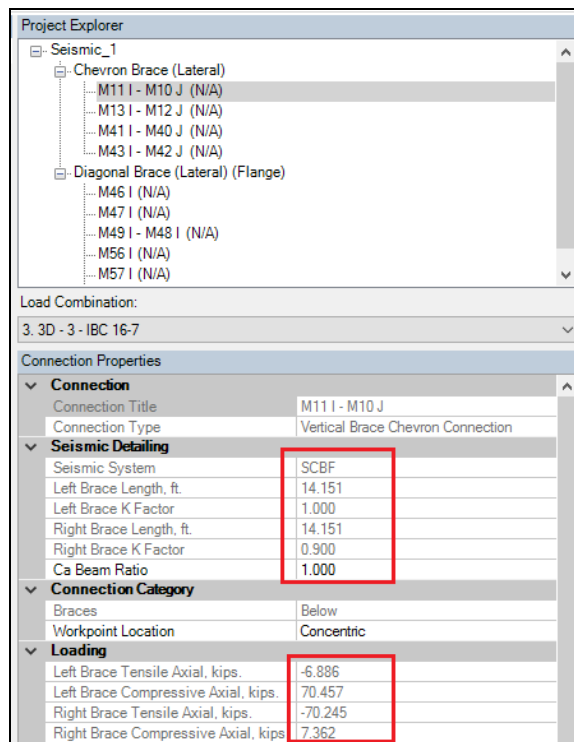 Project Explorer
Seismic_1
Chevron Brace (Lateral)
M11 I - M10 J (N/A)
M13 I - M12 J (N/A)
M41 I - M40 J (N/A)
M43 I - M42 J (N/A)
Diagonal Brace (Lateral) (Flange)
M46 I (N/A)
M47 I (N/A)
M49 I - M48 I (N/A)
M56 I (N/A)
M57 I (N/A)
Load Combination:
3. 3D - 3 - IBC 16-7
Connection Properties
Connection
Connection Title M11 I - M10 J
Connection Type Vertical Brace Chevron Connection
Seismic Detailing
Seismic System SCBF
Left Brace Length, ft. 14.151
Left Brace K Factor 1.000
Right Brace Length, ft. 14.151
Right Brace K Factor 0.900
Ca Beam Ratio 1.000
Connection Category
Braces Below
Workpoint Location Concentric
Loading
Left Brace Tensile Axial, kips. -6.886
Left Brace Compressive Axial, kips. 70.457
Right Brace Tensile Axial, kips. -70.245
Right Brace Compressive Axial, kips 7.362